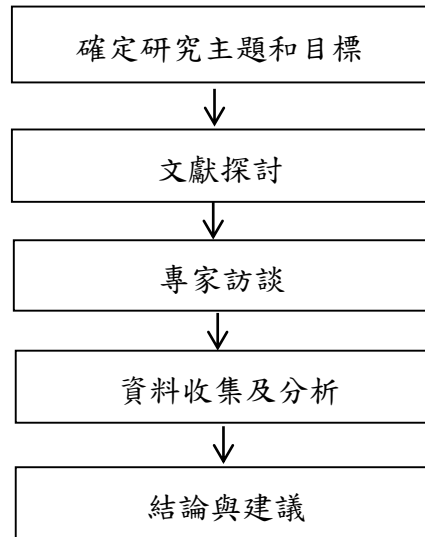 確定研究主題和目標
文獻探討
專家訪談
資料收集及分析
結論與建議